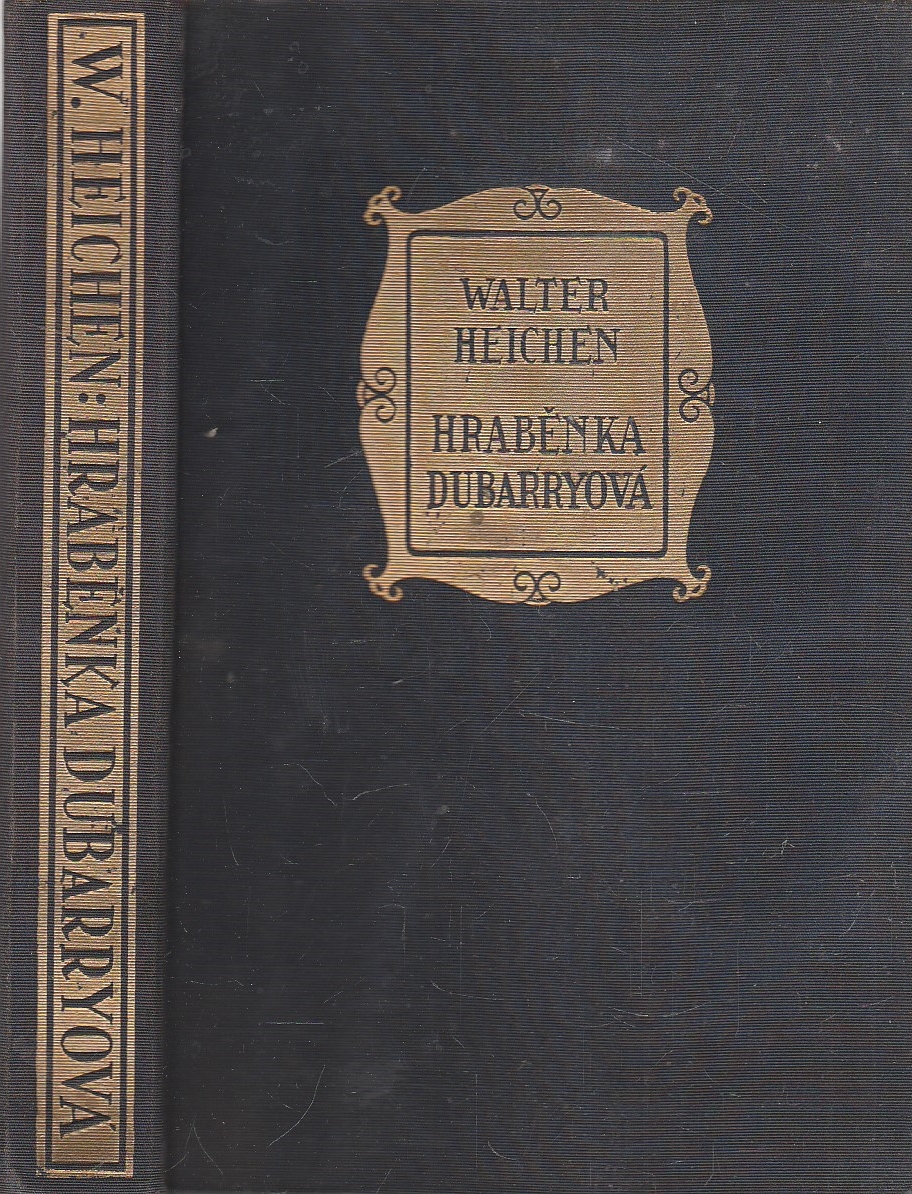 W. HEICHEN: HRABĚNKA DUBARRYOVÁ
WALTER
HEICHEN
HRABĚNKA
DUBARRYOVÁ